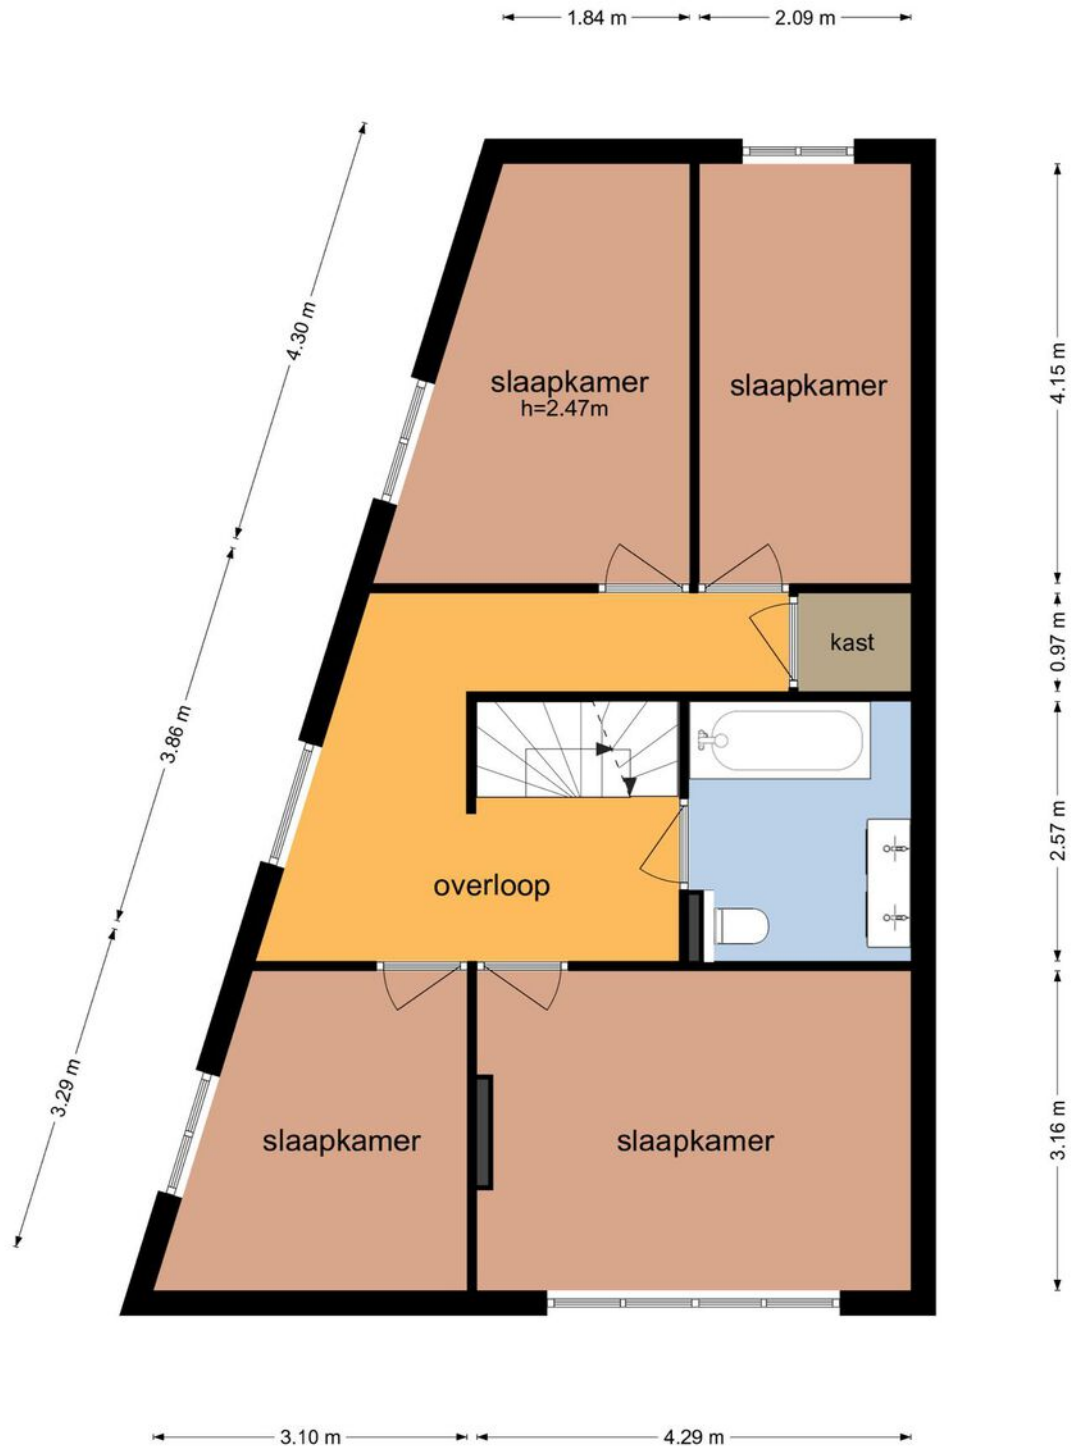 1.84 m
2.09 m
4.30 m
4.15 m
slaapkamer
h=2.47m
slaapkamer
0.97 m
kast
3.86 m
2.57 m
overloop
3.29 m
3.16 m
slaapkamer
slaapkamer
3.10 m
4.29 m